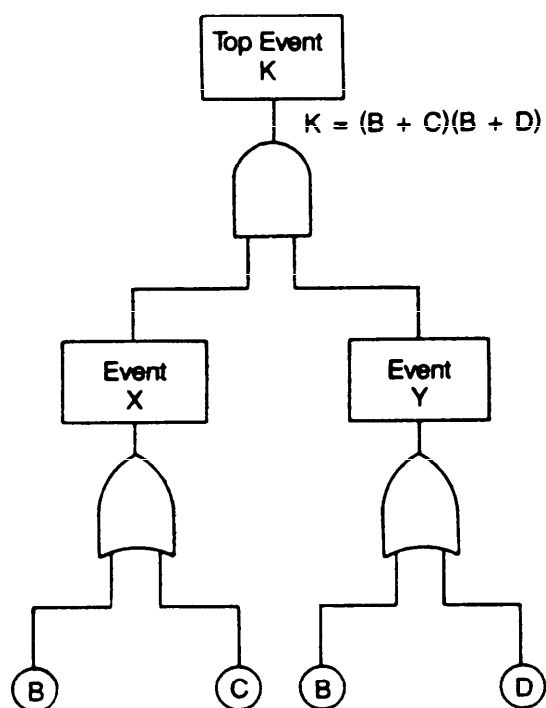 Top Event
K
K = (B + C)(B + D)
Event
X
Event
Y
B
C
B
D